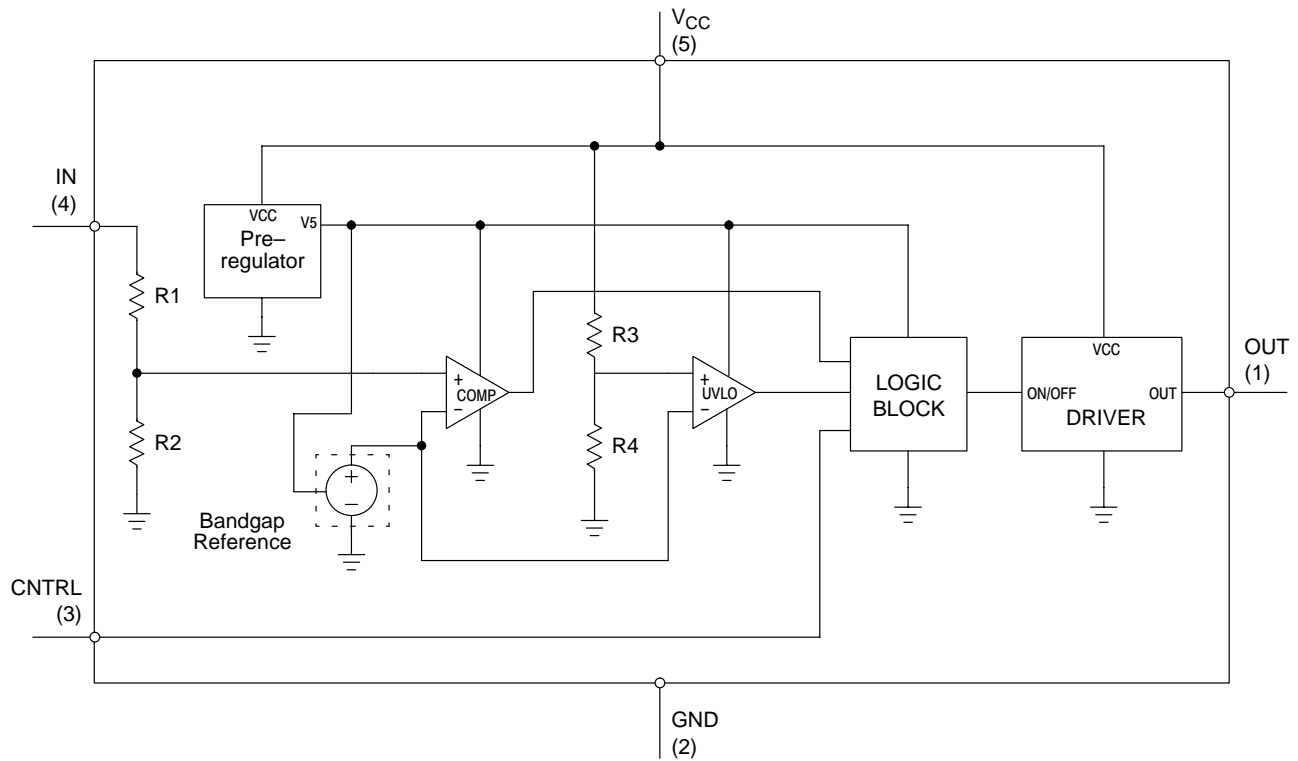 V_CC
(5)
IN
(4)
VCC
V5
Pre–
regulator
R1
R2
R3
R4
+
COMP
–
+
UVLO
–
+
–
Bandgap
Reference
LOGIC
BLOCK
VCC
ON/OFF
OUT
DRIVER
OUT
(1)
CNTRL
(3)
GND
(2)